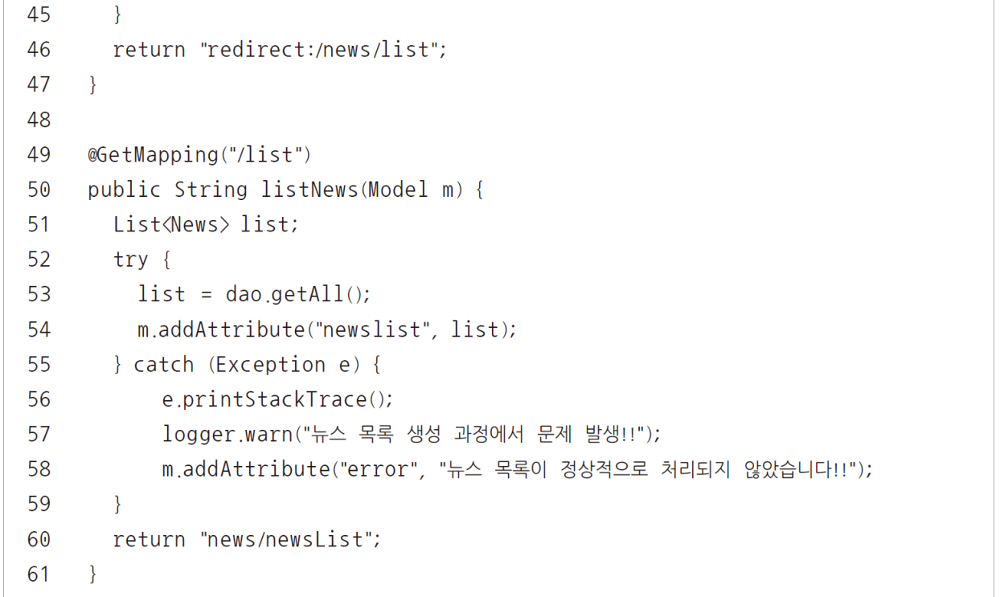 45 }
46 return "redirect:/news/list";
47 }
48
49 @GetMapping("/list")
50 public String listNews(Model m) {
51 List<News> list;
52 try {
53 list = dao.getAll();
54 m.addAttribute("newslist", list);
55 } catch (Exception e) {
56 e.printStackTrace();
57 logger.warn("뉴스 목록 생성 과정에서 문제 발생!!");
58 m.addAttribute("error", "뉴스 목록이 정상적으로 처리되지 않았습니다!!");
59 }
60 return "news/newsList";
61 }